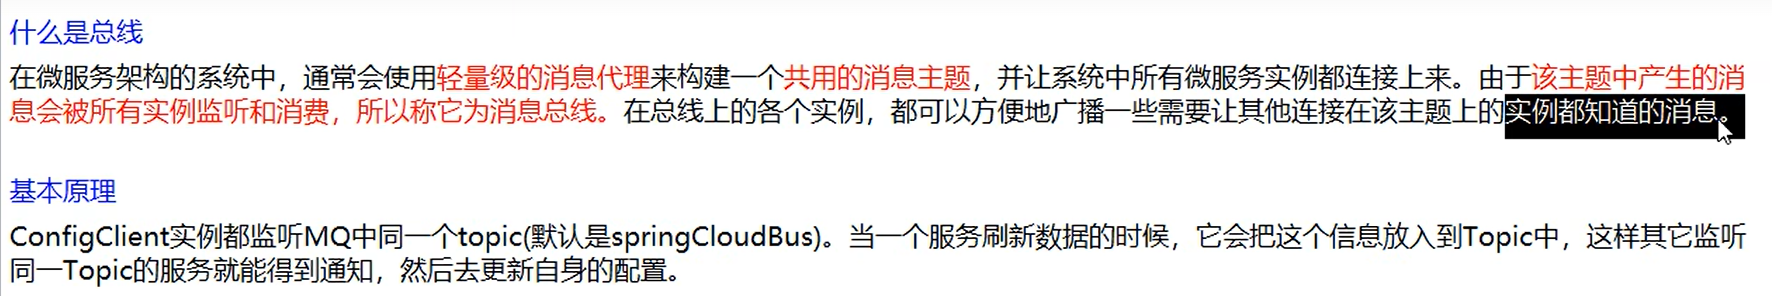 什么是总线
在微服务架构的系统中，通常会使用轻量级的消息代理来构建一个共用的消息主题，并让系统中所有微服务实例都连接上来。由于该主题中产生的消
息会被所有实例监听和消费，所以称它为消息总线。在总线上的各个实例，都可以方便地广播一些需要让其他连接在该主题上的实例都知道的消息。
基本原理
ConfigClient实例都监听MQ中同一个topic(默认是springCloudBus)。当一个服务刷新数据的时候，它会把这个信息放入到Topic中，这样其它监听
同一Topic的服务就能得到通知，然后去更新自身的配置。